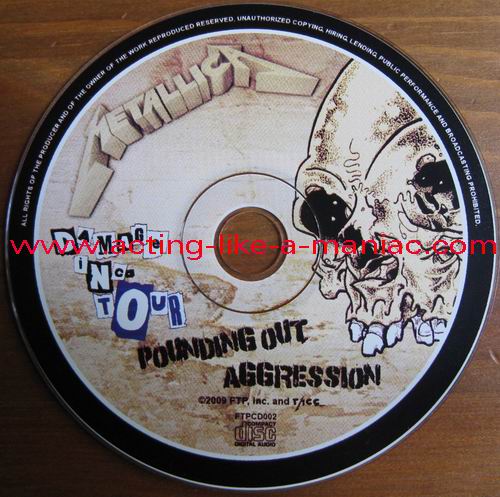 ALL RIGHTS OF THE PRODUCER AND OF THE OWNER OF THE WORK REPRODUCED RESERVED, UNAUTHORIZED COPYING, HIRING, LENDING, PUBLIC PERFORMANCE AND BROADCASTING PROHIBITED.
METALLICA
www.acting-like-a-maniac.com
DAMAGE
iNC
TOUR
POUNDING OUT
AGGRESSION
©2009 FTP, Inc. and
FTPCD002
COMPACT
disc
DIGITAL AUDIO